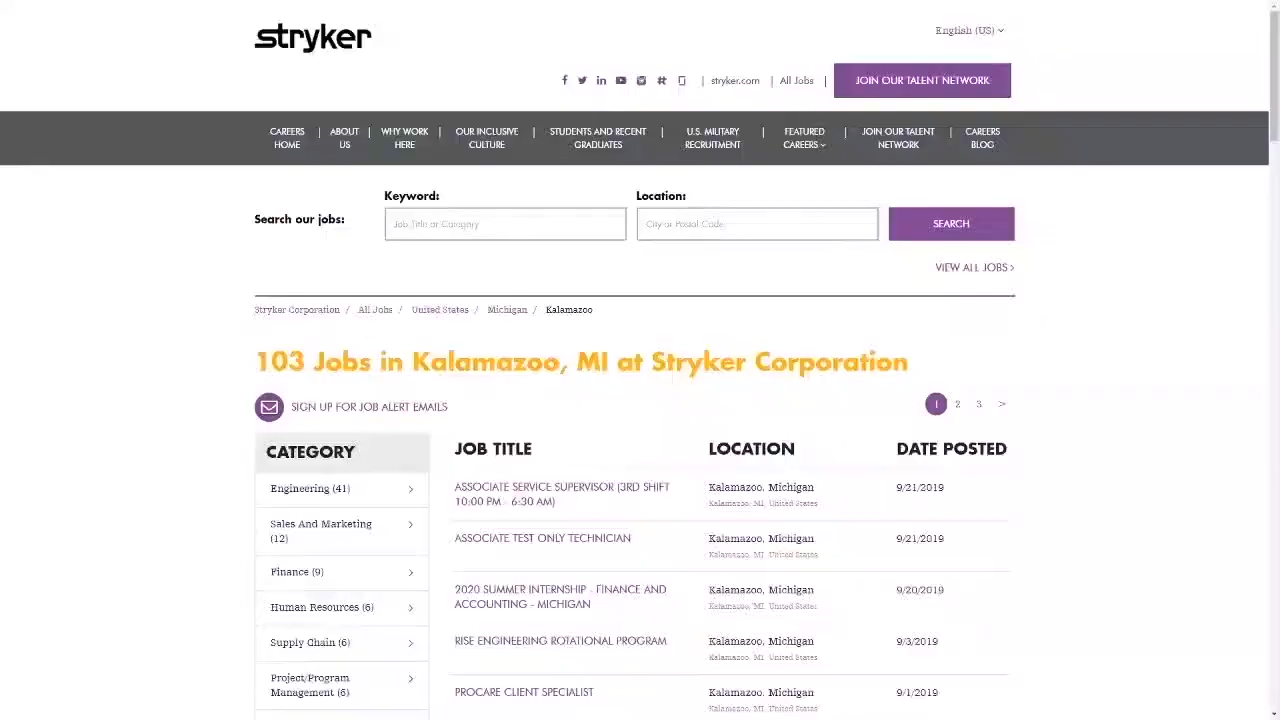 stryker
English (US)
stryker.com | All Jobs | JOIN OUR TALENT NETWORK
CAREERS HOME | ABOUT US | WHY WORK HERE | OUR INCLUSIVE CULTURE | STUDENTS AND RECENT GRADUATES | U.S. MILITARY RECRUITMENT | FEATURED CAREERS | JOIN OUR TALENT NETWORK | CAREERS BLOG
Keyword: Location:
Search our jobs: Job Title or Category City or Postal Code SEARCH
VIEW ALL JOBS >
Stryker Corporation / All Jobs / United States / Michigan / Kalamazoo
103 Jobs in Kalamazoo, MI at Stryker Corporation
SIGN UP FOR JOB ALERT EMAILS 1 2 3 >
CATEGORY
Engineering (41)
Sales And Marketing
(12)
Finance (9)
Human Resources (6)
Supply Chain (6)
Project/Program
Management (6)
JOB TITLE LOCATION DATE POSTED
ASSOCIATE SERVICE SUPERVISOR (3RD SHIFT Kalamazoo, Michigan 9/21/2019
10:00 PM - 6:30 AM) Kalamazoo, MI, United States
ASSOCIATE TEST ONLY TECHNICIAN Kalamazoo, Michigan 9/21/2019
Kalamazoo, MI, United States
2020 SUMMER INTERNSHIP - FINANCE AND Kalamazoo, Michigan 9/20/2019
ACCOUNTING - MICHIGAN Kalamazoo, MI, United States
RISE ENGINEERING ROTATIONAL PROGRAM Kalamazoo, Michigan 9/3/2019
Kalamazoo, MI, United States
PROCARE CLIENT SPECIALIST Kalamazoo, Michigan 9/1/2019
Kalamazoo, MI, United States